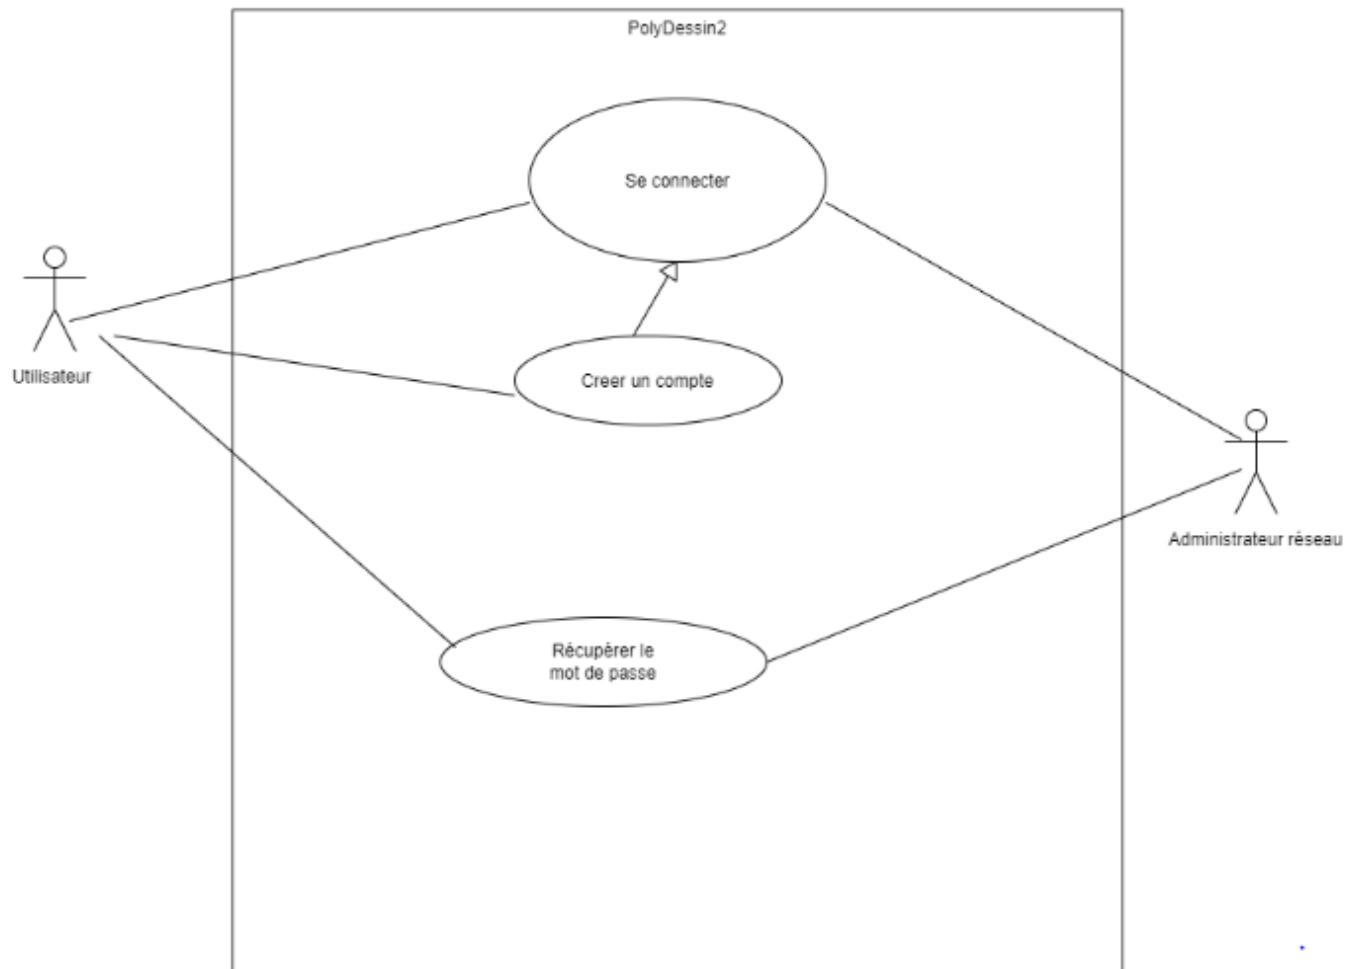 PolyDessin2
Se connecter
Utilisateur
Creer un compte
Administrateur réseau
Récupérer le
mot de passe